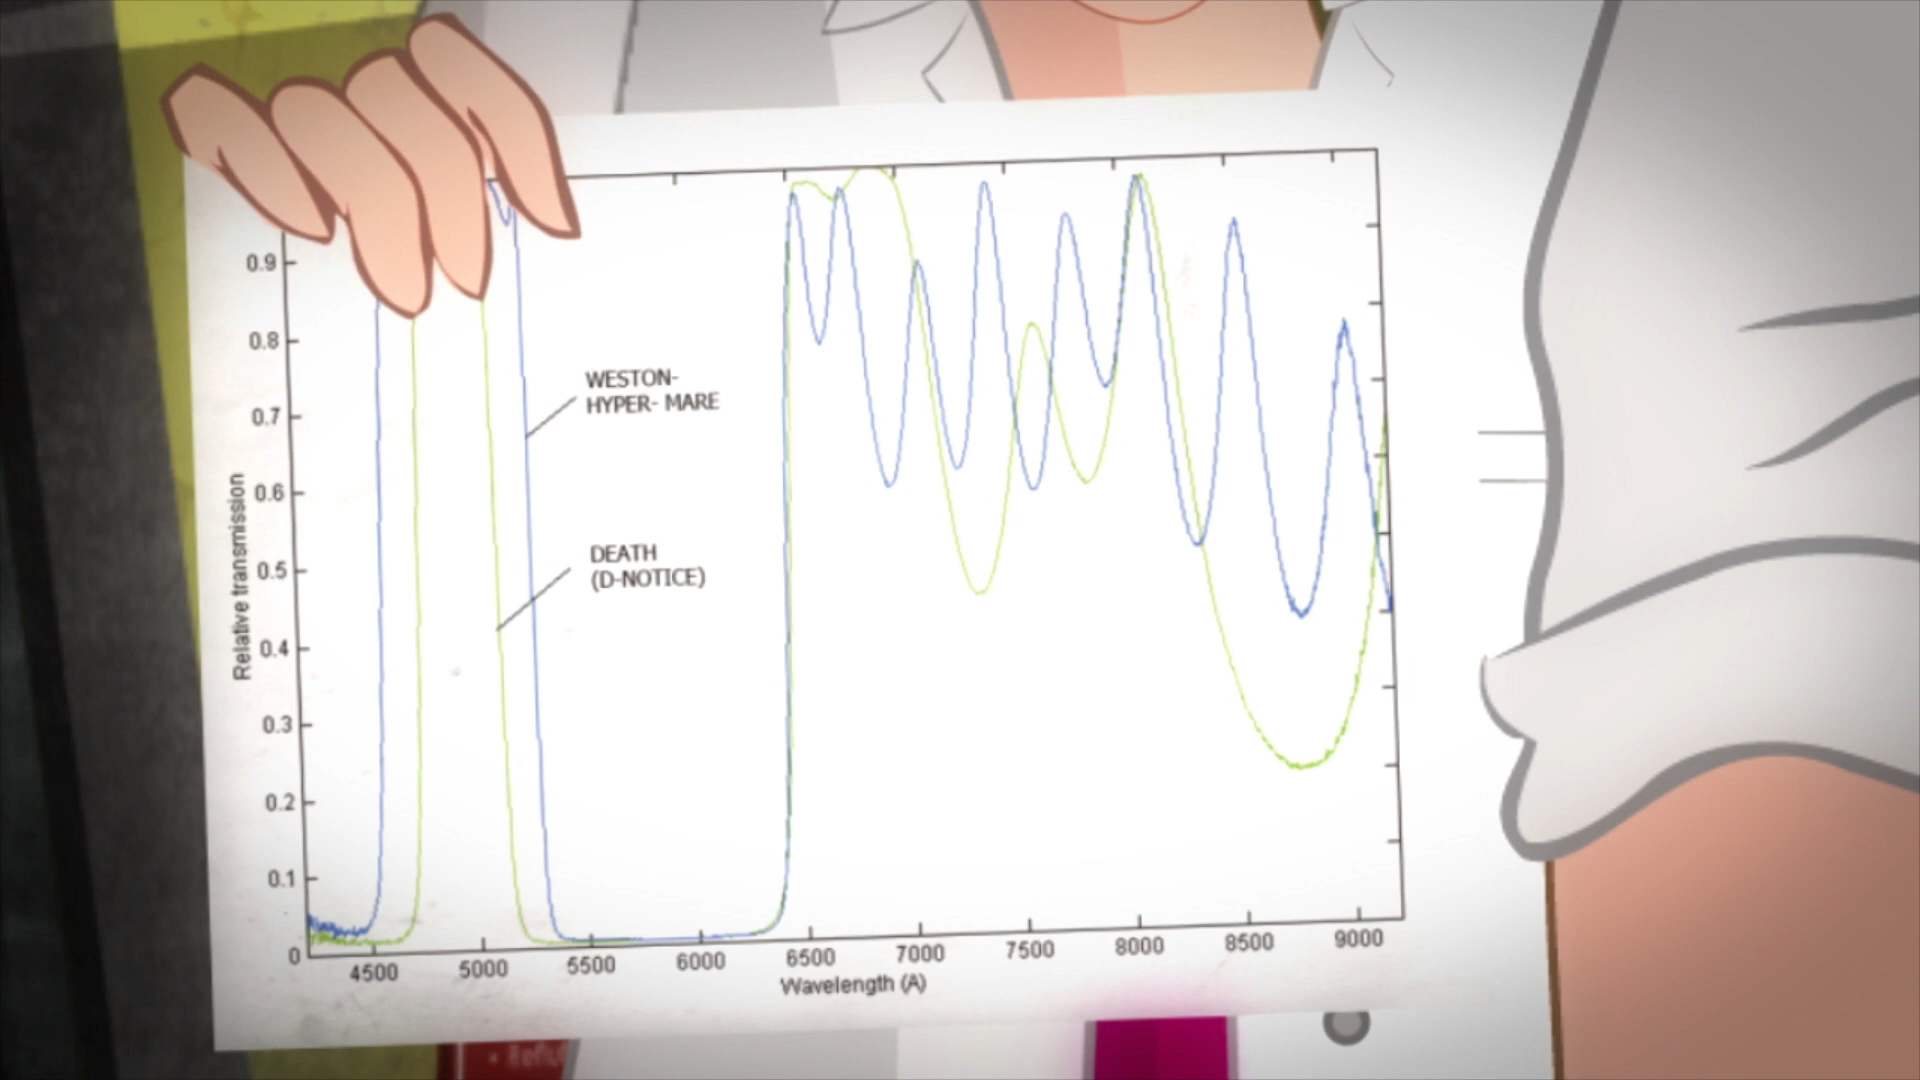 0.9
0.8
0.7
0.6
0.5
0.4
0.3
0.2
0.1
0
Relative transmission
WESTON-
HYPER- MARE
DEATH
(D-NOTICE)
4500 5000 5500 6000 6500 7000 7500 8000 8500 9000
Wavelength (A)